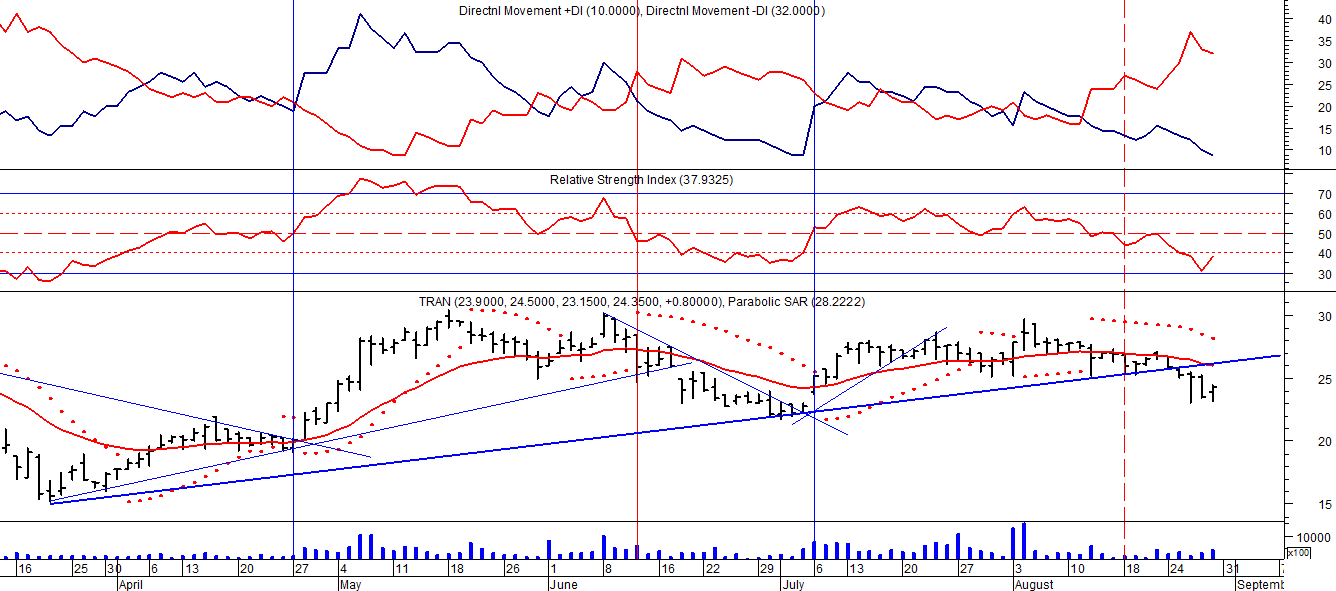 Directnl Movement +DI (10.0000), Directnl Movement -DI (32.0000)
40
35
30
25
20
15
10
Relative Strength Index (37.9325)
70
60
50
40
30
TRAN (23.9000, 24.5000, 23.1500, 24.3500, +0.80000), Parabolic SAR (28.2222)
30
25
20
15
10000
x100
16 25 30 6 13 20 27 4 11 18 26 1 8 16 22 29 6 13 20 27 3 10 18 24 31
April May June July August Septemb